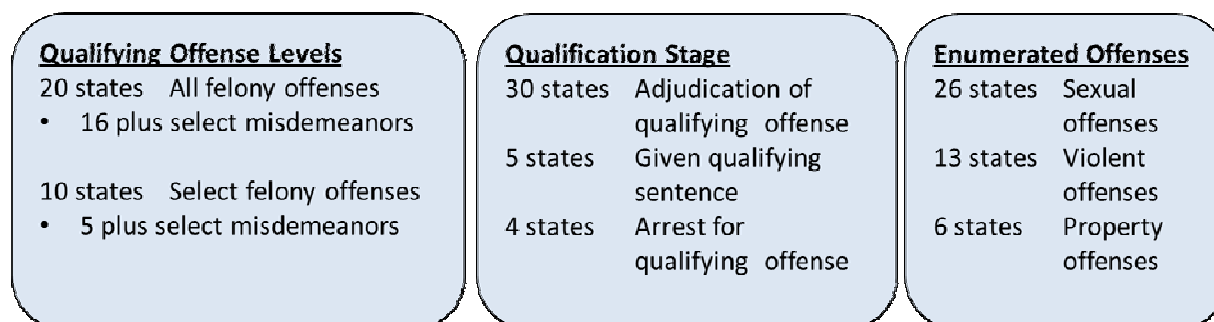 Qualifying Offense Levels
20 states All felony offenses
• 16 plus select misdemeanors
10 states Select felony offenses
• 5 plus select misdemeanors
Qualification Stage
30 states Adjudication of
qualifying offense
5 states Given qualifying
sentence
4 states Arrest for
qualifying offense
Enumerated Offenses
26 states Sexual
offenses
13 states Violent
offenses
6 states Property
offenses